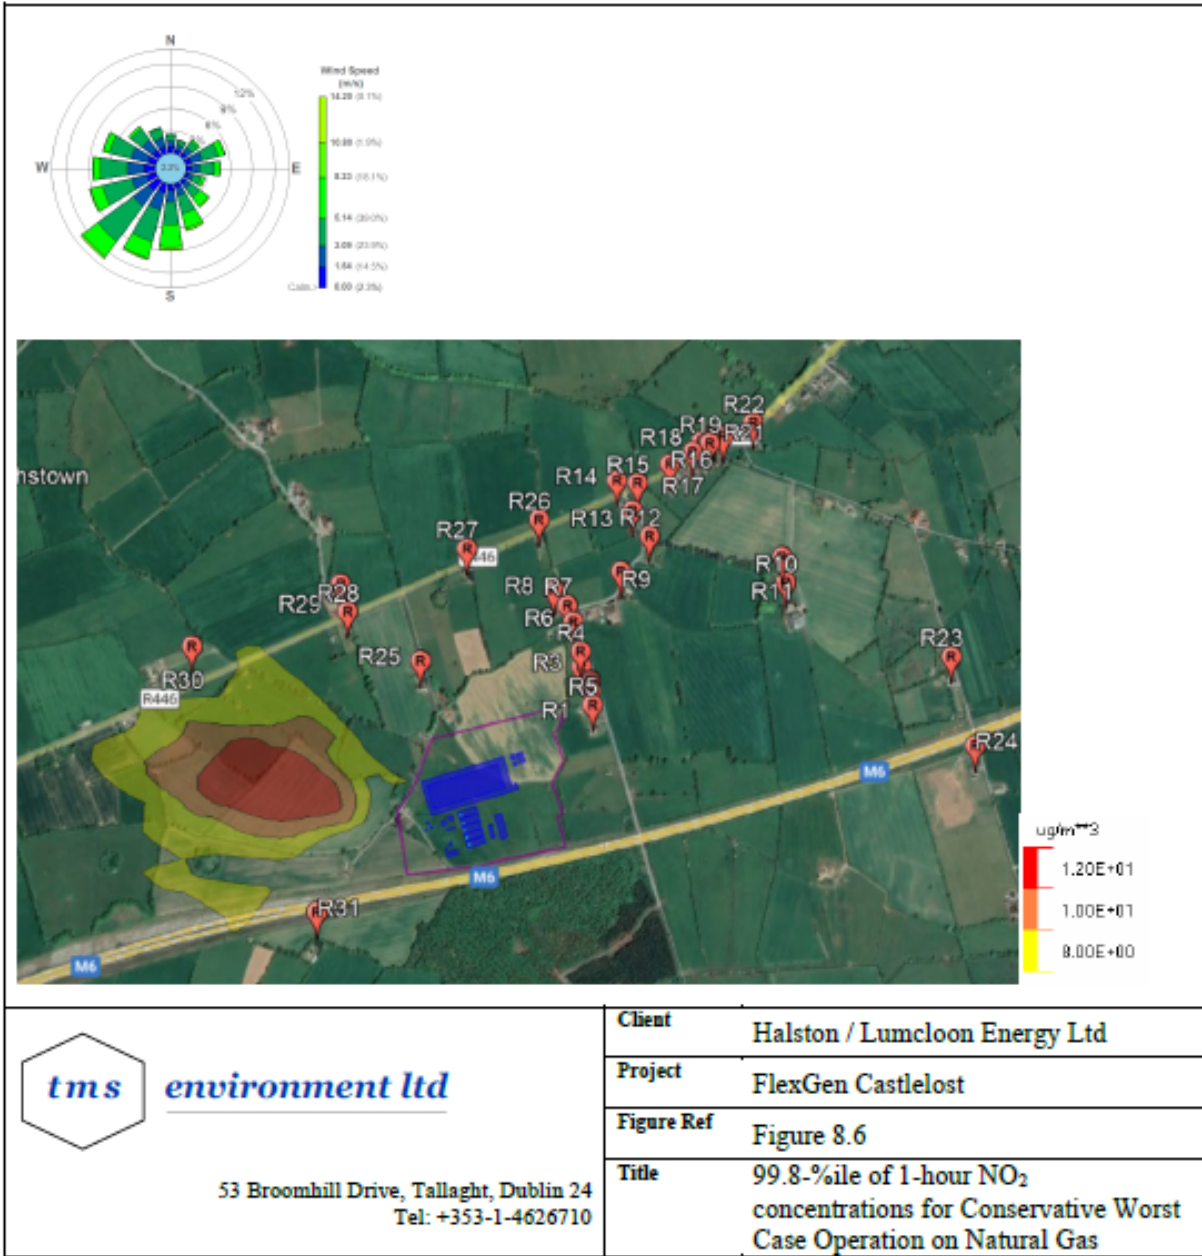 N
Wind Speed
(m/s)
12%
9%
6%
W
E
S
nstown
R22
R19
R21
R18
R16
R15
R14
R17
R26
R13
R12
R27
R446
R10
R9
R11
R8
R7
R28
R29
R6
R4
R25
R3
R23
R5
R30
R446
R1
R24
M6
M6
R31
M6
ug/m**3
1.20E+01
1.00E+01
8.00E+00
tms
environment ltd
53 Broomhill Drive, Tallaght, Dublin 24
Tel: +353-1-4626710
Client
Halston / Lumcloon Energy Ltd
Project
FlexGen Castlelost
Figure Ref
Figure 8.6
Title
99.8-%ile of 1-hour NO₂
concentrations for Conservative Worst
Case Operation on Natural Gas